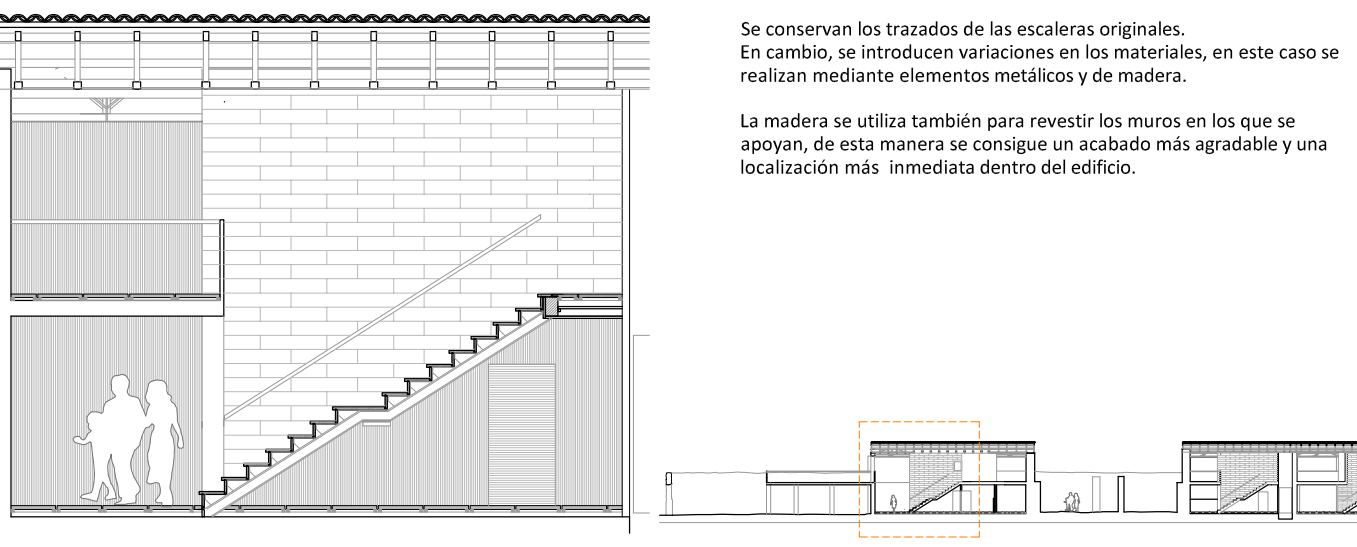 Se conservan los trazados de las escaleras originales.
En cambio, se introducen variaciones en los materiales, en este caso se
realizan mediante elementos metálicos y de madera.
La madera se utiliza también para revestir los muros en los que se
apoyan, de esta manera se consigue un acabado más agradable y una
localización más  inmediata dentro del edificio.